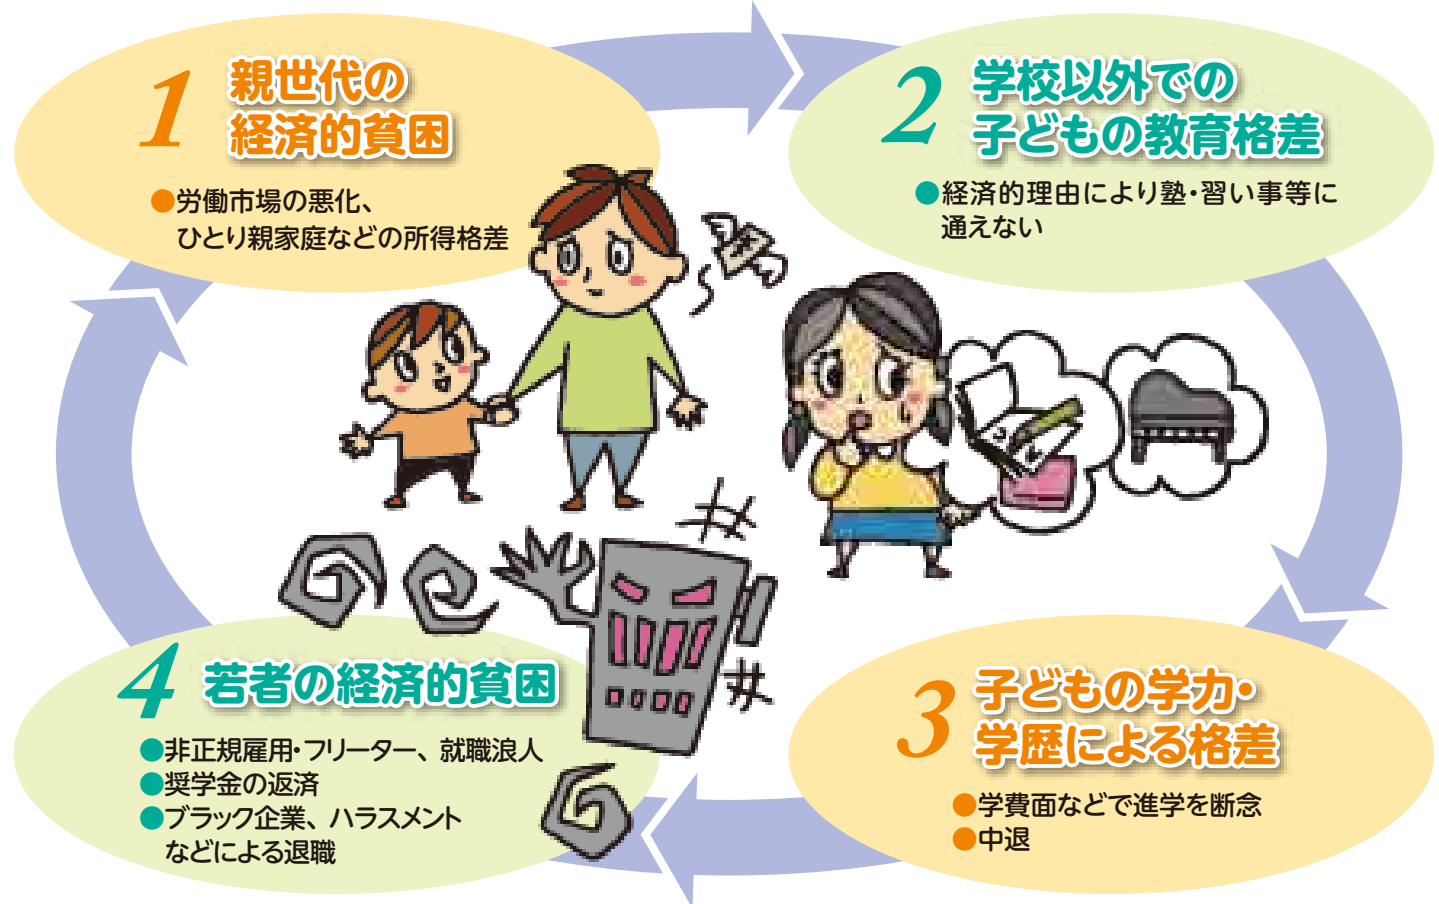 1
親世代の
経済的貧困
●労働市場の悪化、
ひとり親家庭などの所得格差
2
学校以外での
子どもの教育格差
●経済的理由により塾・習い事等に
通えない
3
子どもの学力・
学歴による格差
●学費面などで進学を断念
●中退
4
若者の経済的貧困
●非正規雇用・フリーター、就職浪人
●奨学金の返済
●ブラック企業、ハラスメント
などによる退職